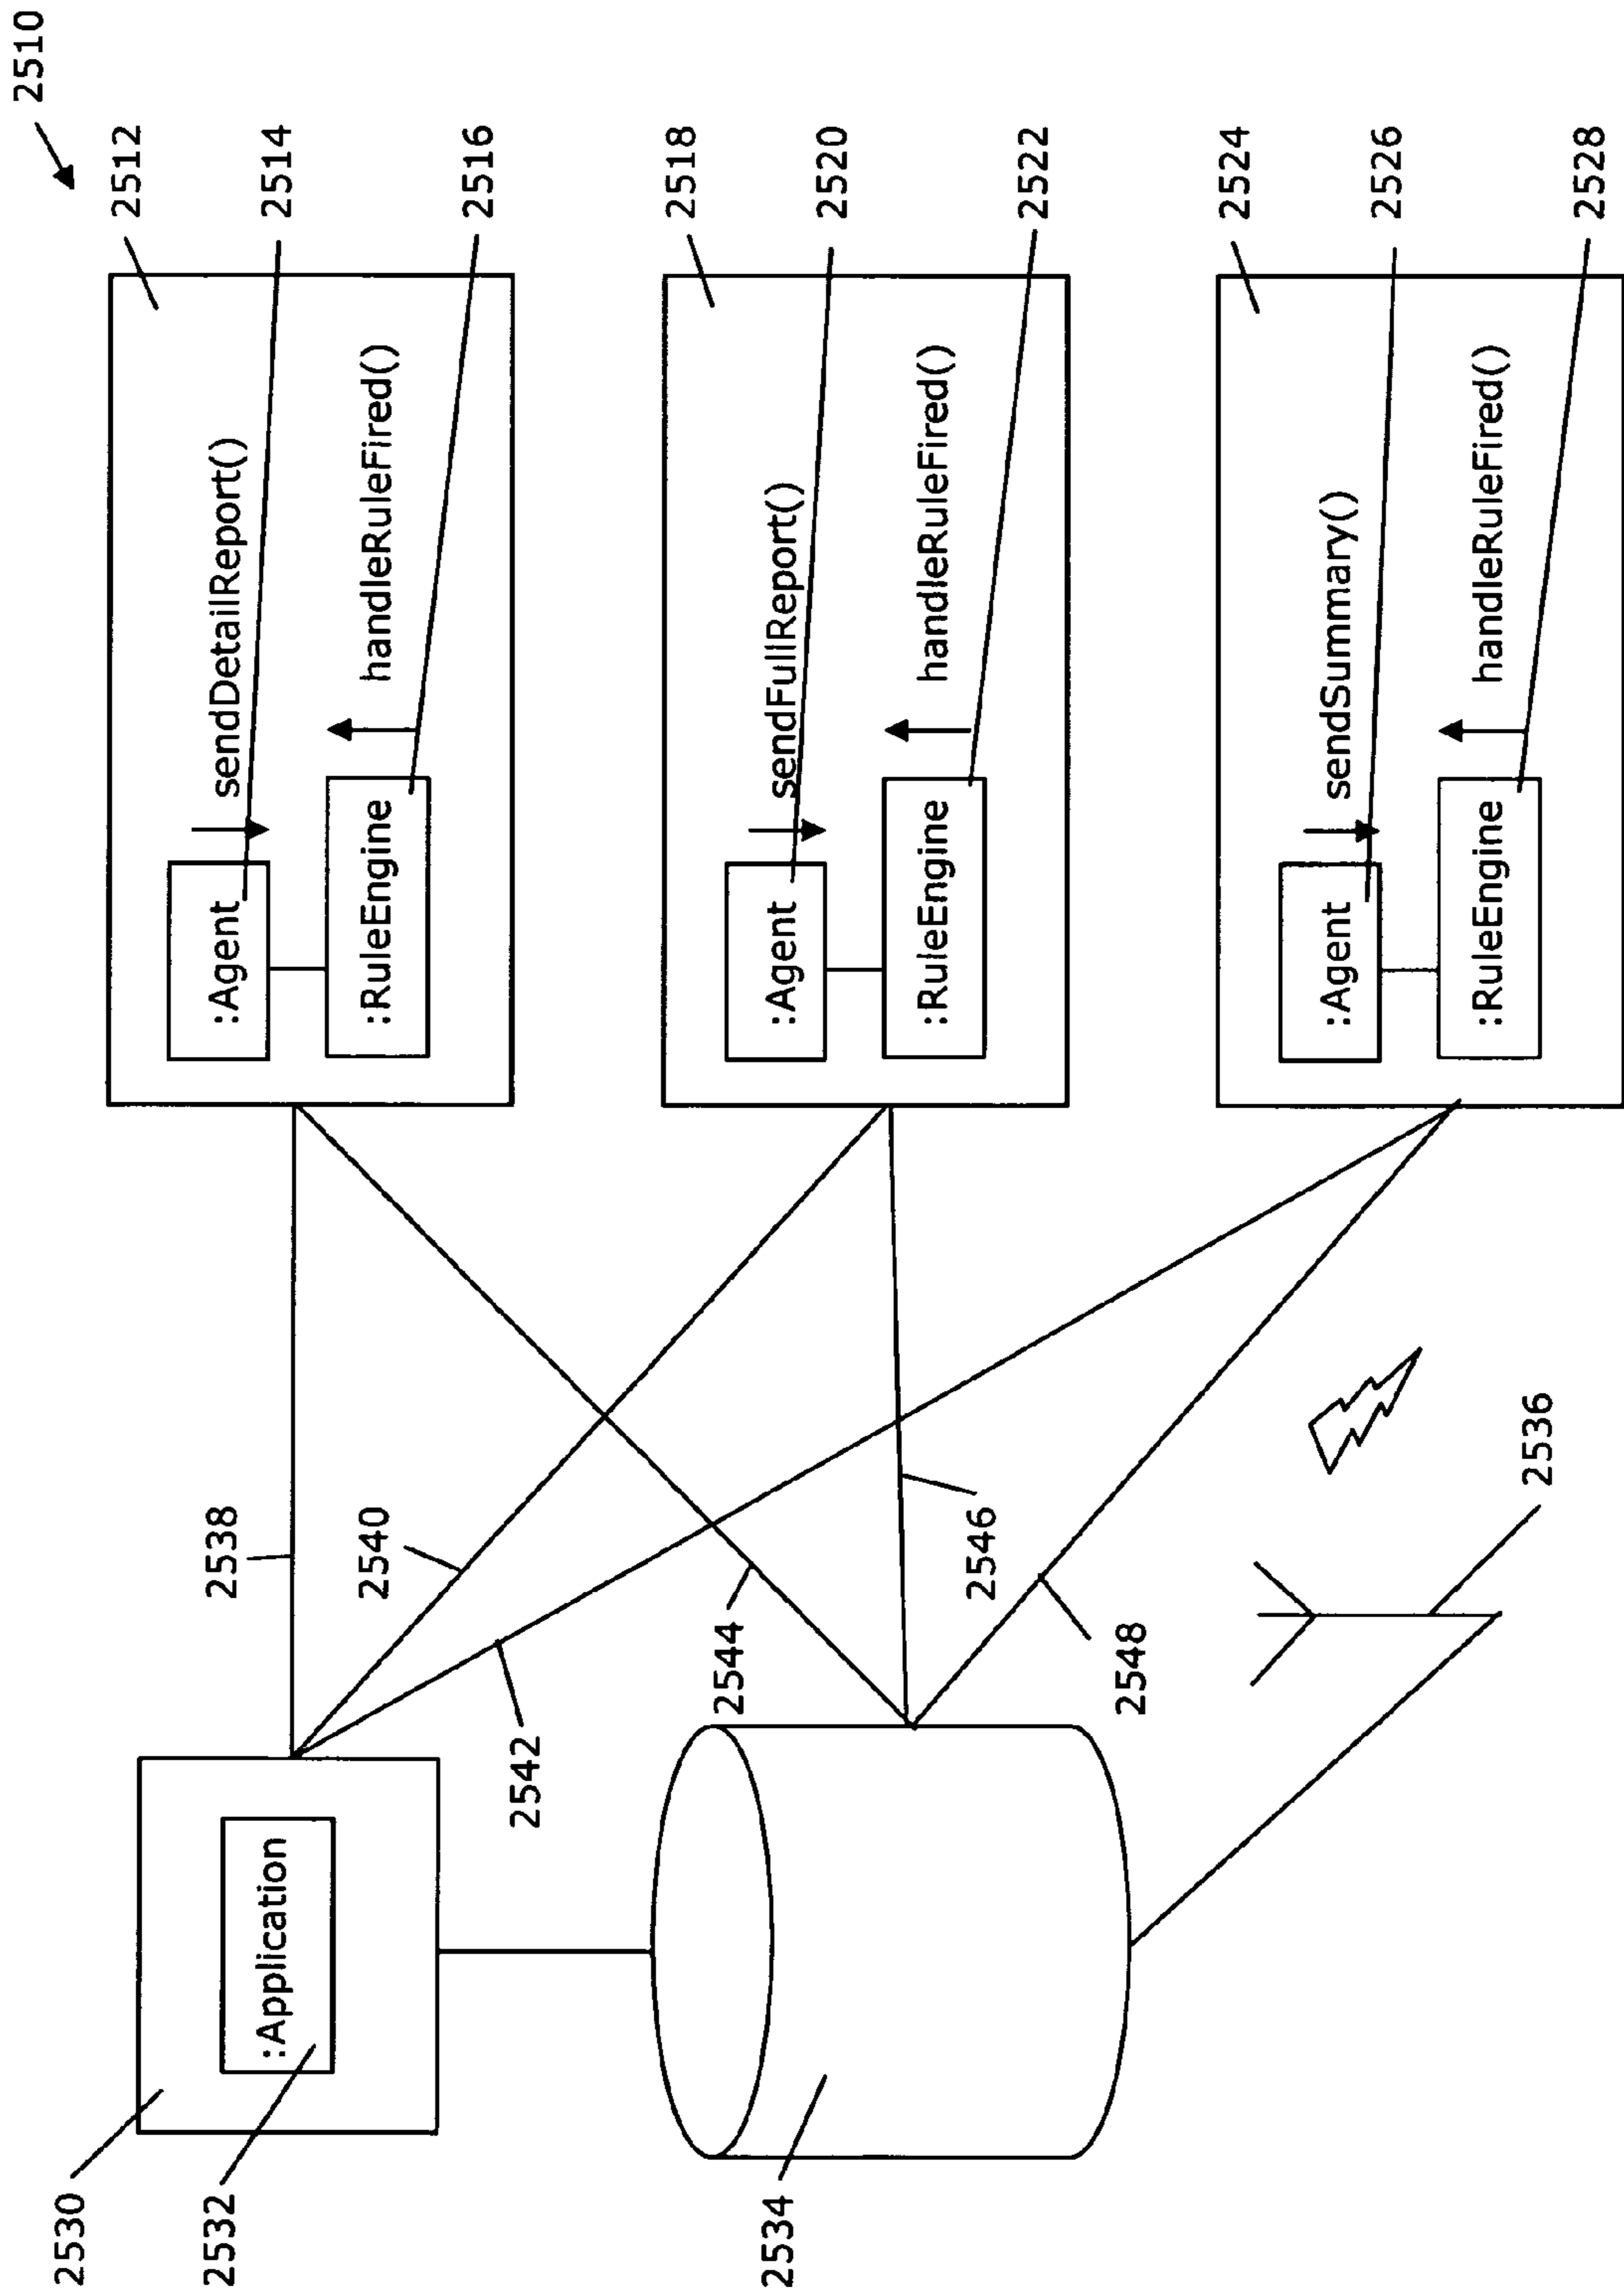 2510
2512
2514
2516
:Agent
sendDetailReport()
:RuleEngine
handleRuleFired()
2518
2520
2522
:Agent
sendFullReport()
:RuleEngine
handleRuleFired()
2524
2526
2528
:Agent
sendSummary()
:RuleEngine
handleRuleFired()
2530
2532
:Application
2534
2536
2538
2540
2542
2544
2546
2548